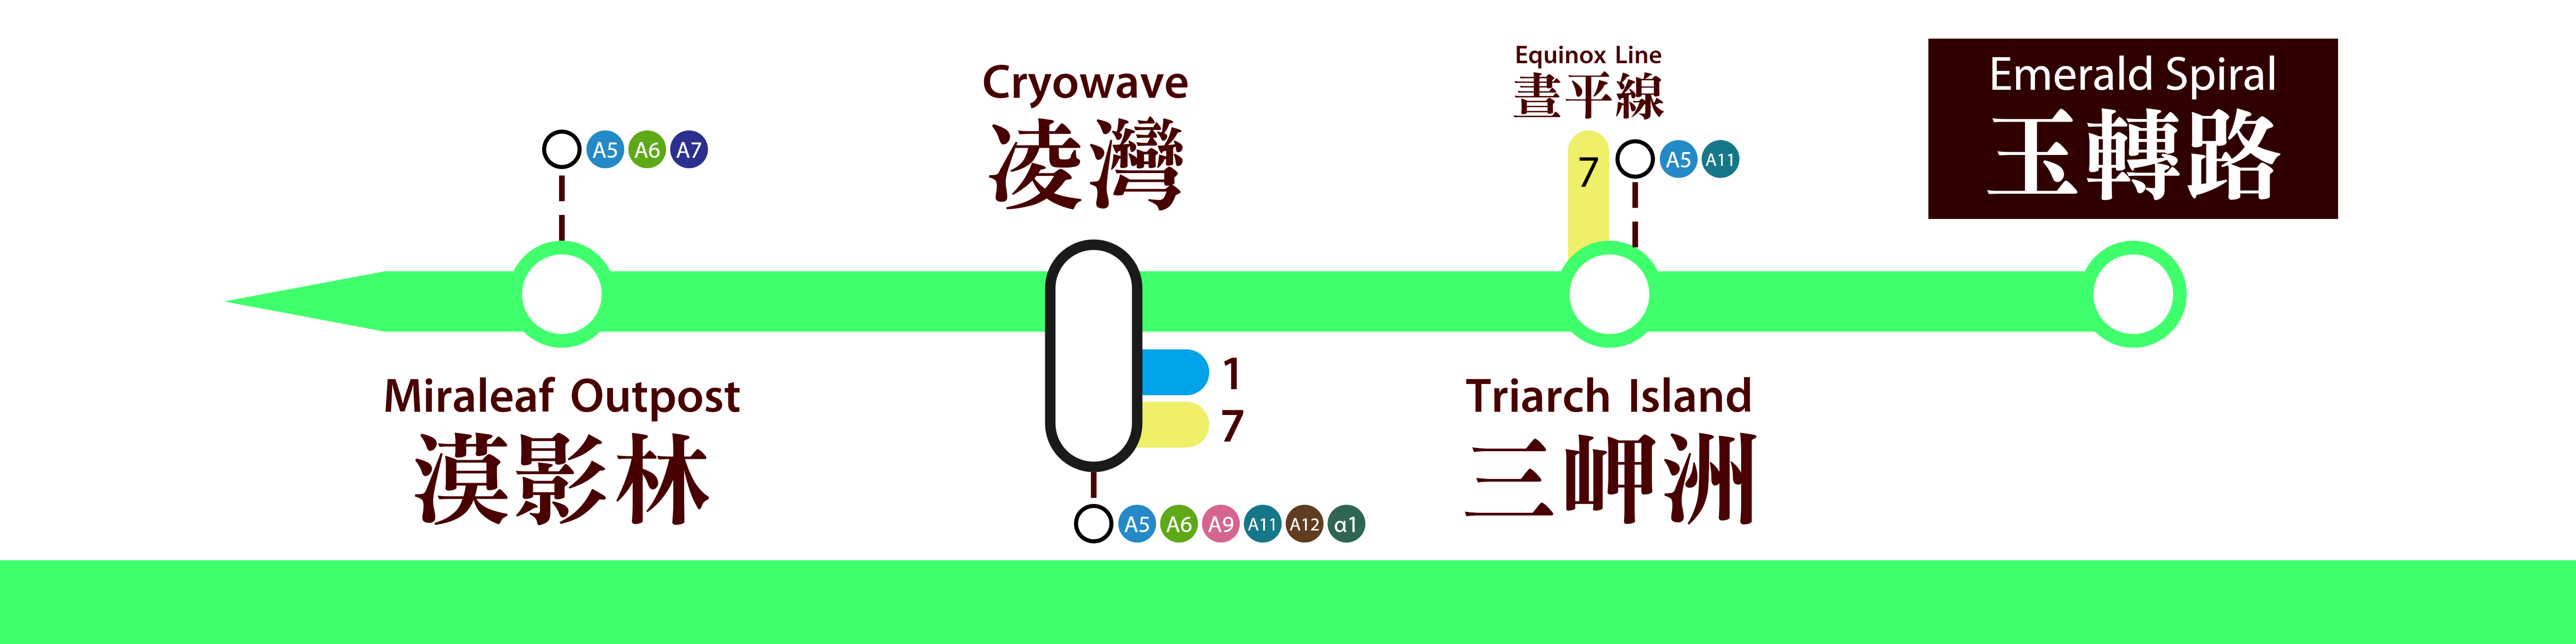 A5 A6 A7
Miraleaf Outpost
漠影林
Cryowave
凌灣
1
7
A5 A6 A9 A11 A12 α1
Equinox Line
晝平線
7 A5 A11
Triarch Island
三岬洲
Emerald Spiral
玉轉路